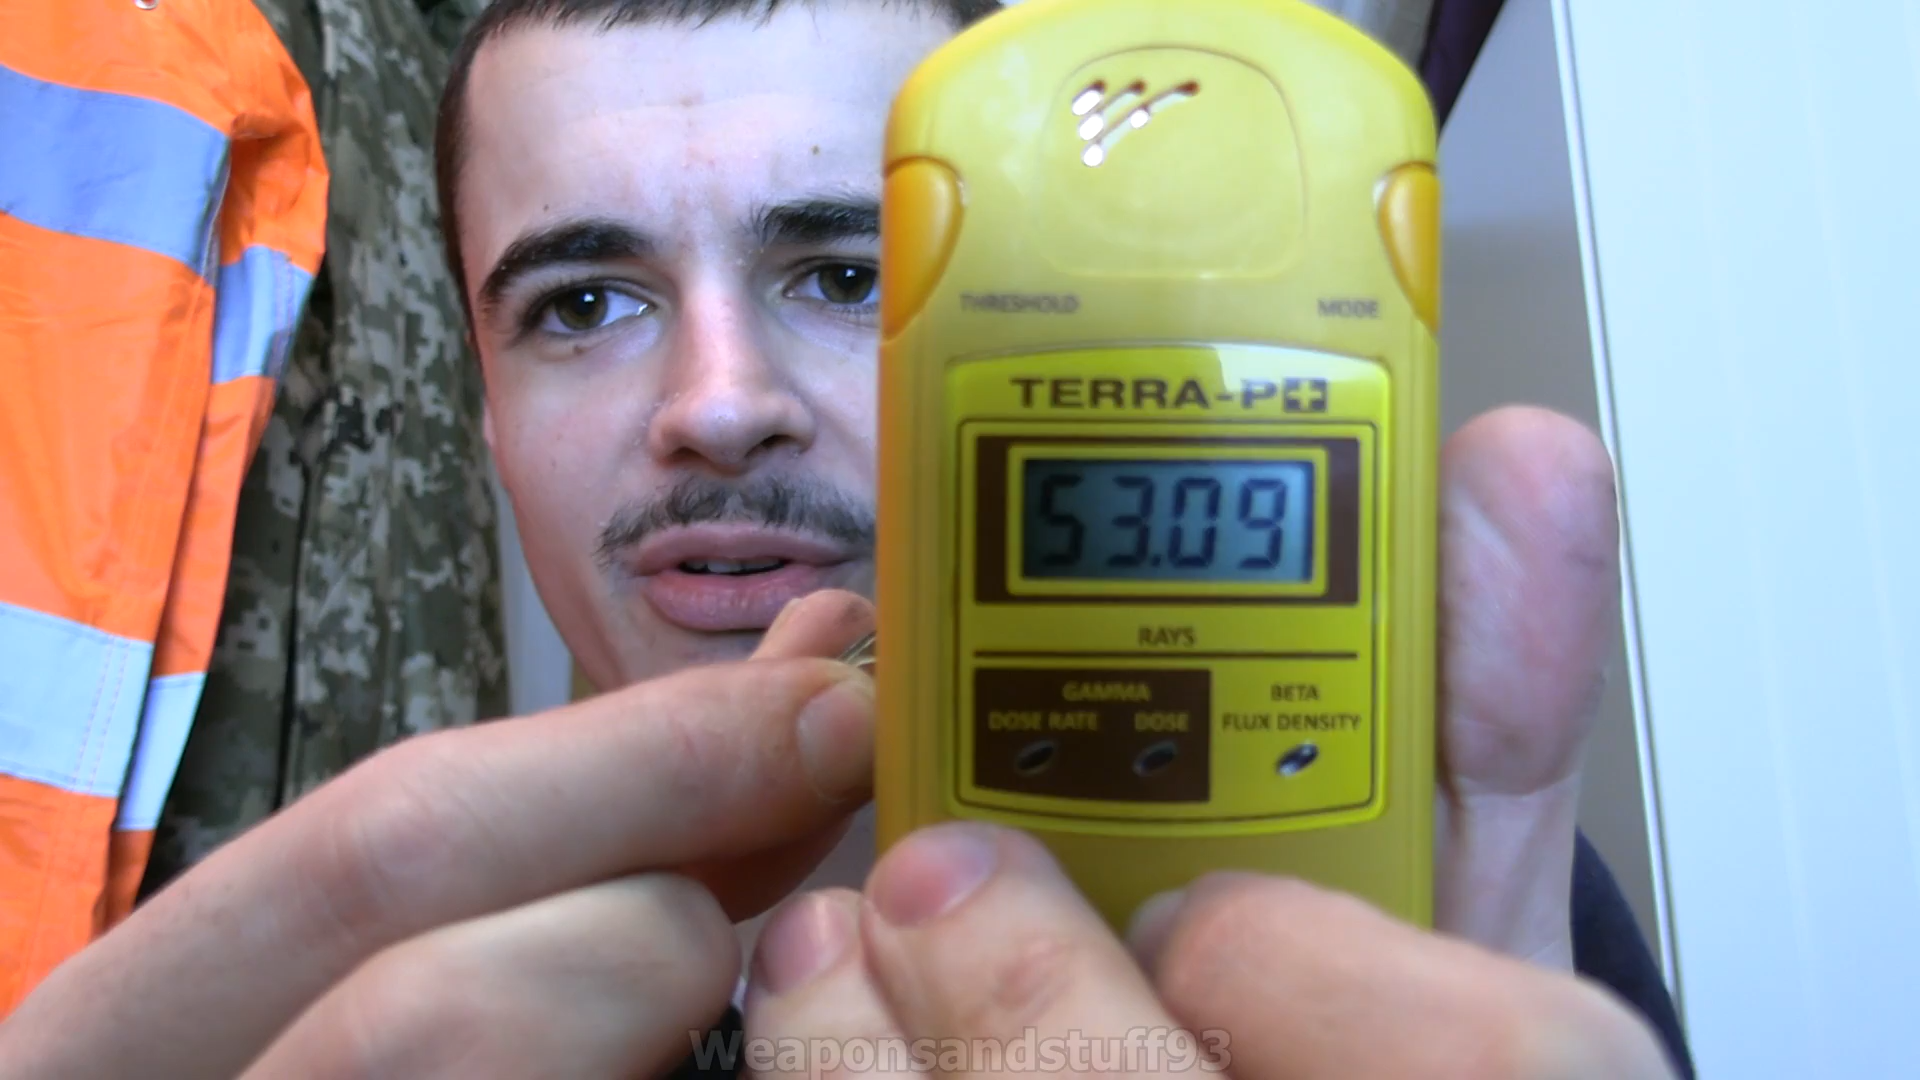 THRESHOLD MODE
TERRA-P+
53.09
RAYS
GAMMA BETA
DOSE RATE DOSE FLUX DENSITY
Weaponsandstuff93